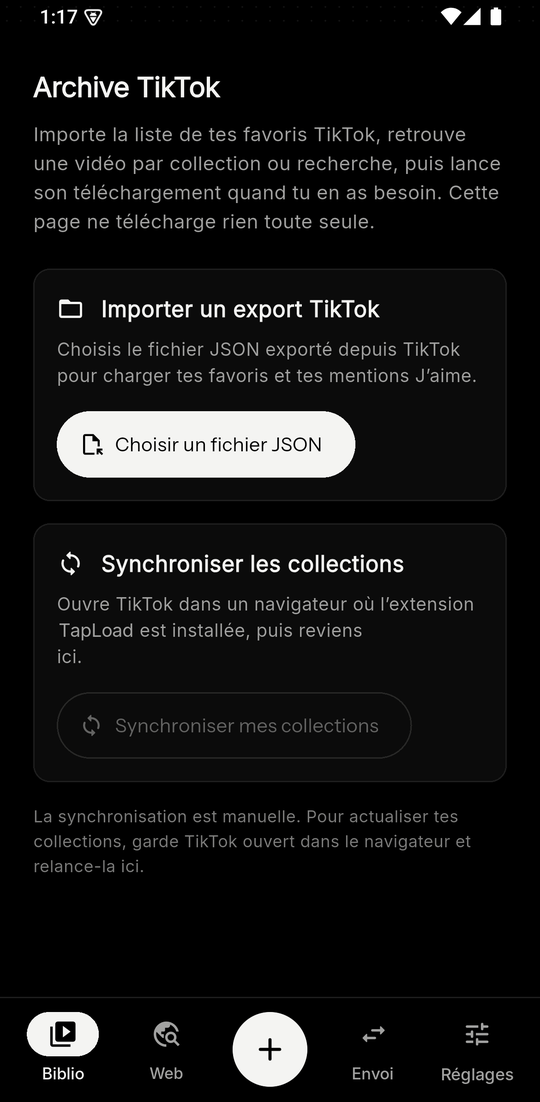 1:17
Archive TikTok
Importe la liste de tes favoris TikTok, retrouve
une vidéo par collection ou recherche, puis lance
son téléchargement quand tu en as besoin. Cette
page ne télécharge rien toute seule.
Importer un export TikTok
Choisis le fichier JSON exporté depuis TikTok
pour charger tes favoris et tes mentions J’aime.
Choisir un fichier JSON
Synchroniser les collections
Ouvre TikTok dans un navigateur où l’extension
TapLoad est installée, puis reviens
ici.
Synchroniser mes collections
La synchronisation est manuelle. Pour actualiser tes
collections, garde TikTok ouvert dans le navigateur et
relance-la ici.
Biblio
Web
Envoi
Réglages